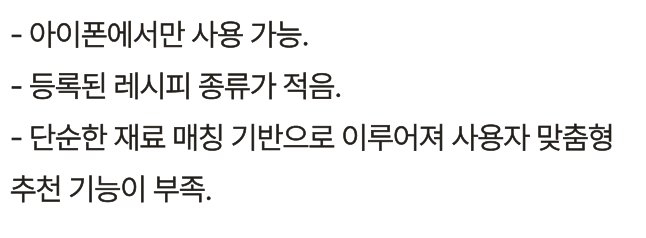 - 아이폰에서만 사용 가능.
- 등록된 레시피 종류가 적음.
- 단순한 재료 매칭 기반으로 이루어져 사용자 맞춤형
추천 기능이 부족.